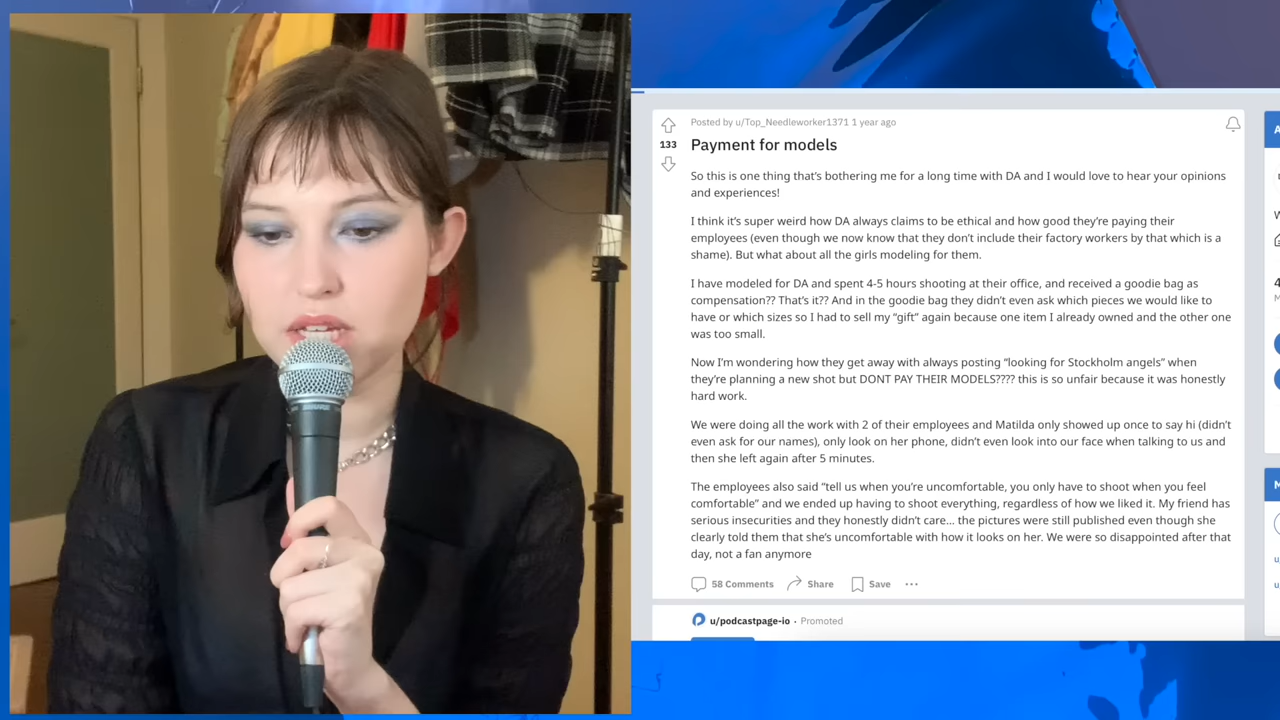 Posted by u/Top_Needleworker1371 1 year ago
133
Payment for models
So this is one thing that's bothering me for a long time with DA and I would love to hear your opinions
and experiences!
I think it's super weird how DA always claims to be ethical and how good they're paying their
employees (even though we now know that they don't include their factory workers by that which is a
shame). But what about all the girls modeling for them.
I have modeled for DA and spent 4-5 hours shooting at their office, and received a goodie bag as
compensation?? That's it?? And in the goodie bag they didn't even ask which pieces we would like to
have or which sizes so I had to sell my "gift" again because one item I already owned and the other one
was too small.
Now I'm wondering how they get away with always posting "looking for Stockholm angels" when
they're planning a new shot but DONT PAY THEIR MODELS???? this is so unfair because it was honestly
hard work.
We were doing all the work with 2 of their employees and Matilda only showed up once to say hi (didn't
even ask for our names), only look on her phone, didn't even look into our face when talking to us and
then she left again after 5 minutes.
The employees also said "tell us when you're uncomfortable, you only have to shoot when you feel
comfortable" and we ended up having to shoot everything, regardless of how we liked it. My friend has
serious insecurities and they honestly didn't care... the pictures were still published even though she
clearly told them that she's uncomfortable with how it looks on her. We were so disappointed after that
day, not a fan anymore
58 Comments Share Save
u/podcastpage-io · Promoted